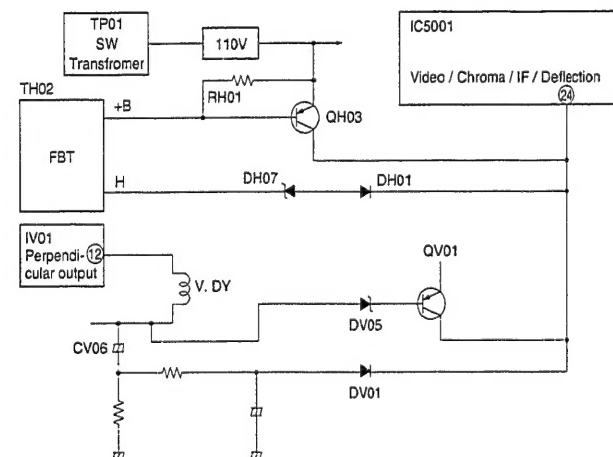 TP01
SW
Transfromer
110V
IC5001
Video / Chroma / IF / Deflection
24
TH02
+B
RH01
QH03
FBT
H
DH07
DH01
IV01
Perpendi-
cular output
12
V. DY
QV01
DV05
CV06
DV01